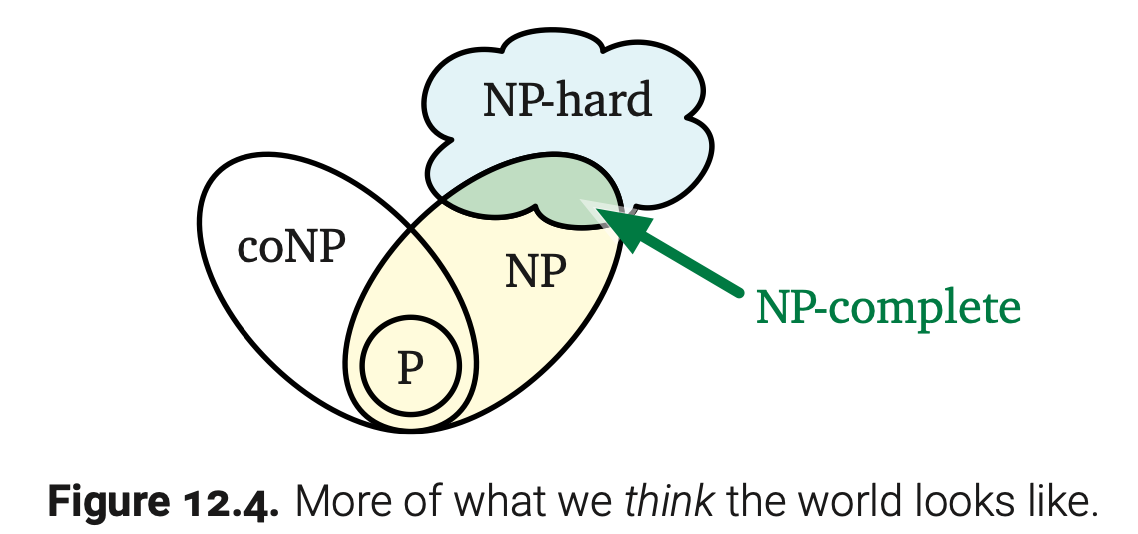 NP-hard
coNP
NP
NP-complete
P
Figure 12.4. More of what we think the world looks like.